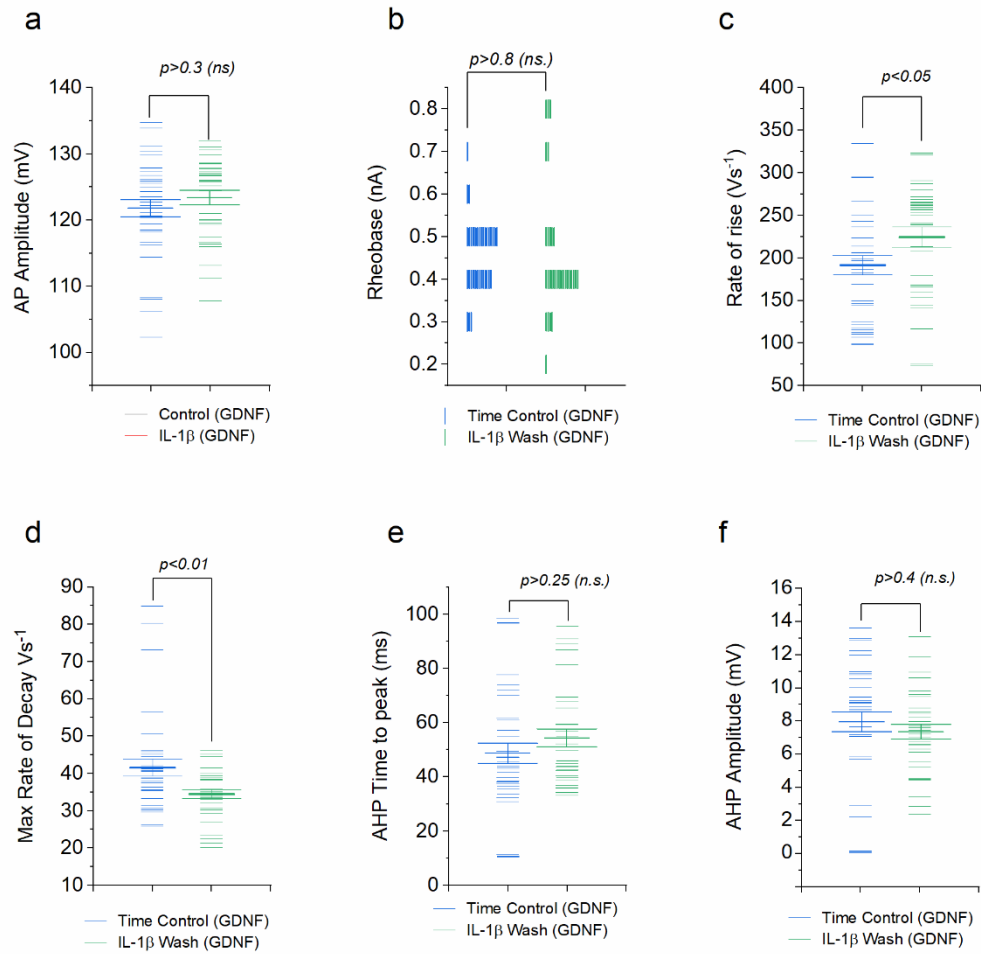 a
p>0.3 (ns)
AP Amplitude (mV)
140
130
120
110
100
Control (GDNF)
IL-1β (GDNF)
b
p>0.8 (ns.)
Rheobase (nA)
0.8
0.7
0.6
0.5
0.4
0.3
0.2
Time Control (GDNF)
IL-1β Wash (GDNF)
c
p<0.05
Rate of rise (Vs⁻¹)
400
350
300
250
200
150
100
50
Time Control (GDNF)
IL-1β Wash (GDNF)
d
p<0.01
Max Rate of Decay Vs⁻¹
90
80
70
60
50
40
30
20
10
Time Control (GDNF)
IL-1β Wash (GDNF)
e
p>0.25 (n.s.)
AHP Time to peak (ms)
100
80
60
40
20
0
Time Control (GDNF)
IL-1β Wash (GDNF)
f
p>0.4 (n.s.)
AHP Amplitude (mV)
16
14
12
10
8
6
4
2
0
Time Control (GDNF)
IL-1β Wash (GDNF)